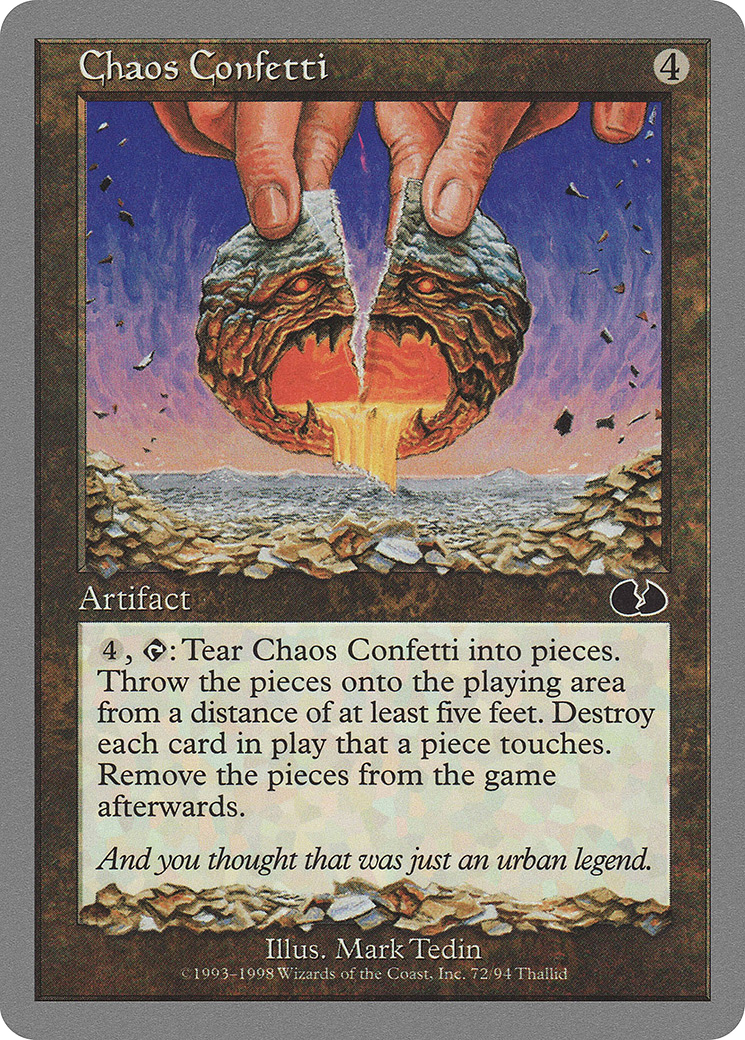 Chaos Confetti
4
Artifact
4, : Tear Chaos Confetti into pieces.
Throw the pieces onto the playing area
from a distance of at least five feet. Destroy
each card in play that a piece touches.
Remove the pieces from the game
afterwards.
And you thought that was just an urban legend.
Illus. Mark Tedin
©1993–1998 Wizards of the Coast, Inc. 72/94 Thallid